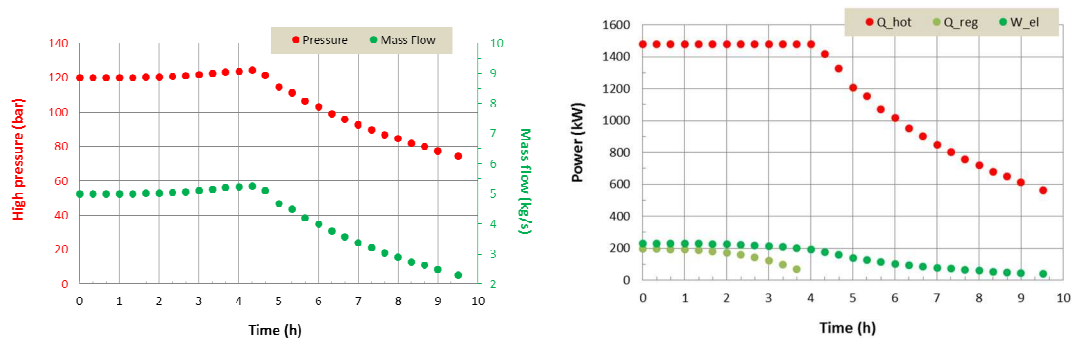 Pressure Mass Flow
140
120
100
80
60
40
20
0
High pressure (bar)
10
9
8
7
6
5
4
3
2
Mass flow (kg/s)
0 1 2 3 4 5 6 7 8 9 10
Time (h)
Q_hot Q_reg W_el
1600
1400
1200
1000
800
600
400
200
0
Power (kW)
0 1 2 3 4 5 6 7 8 9 10
Time (h)